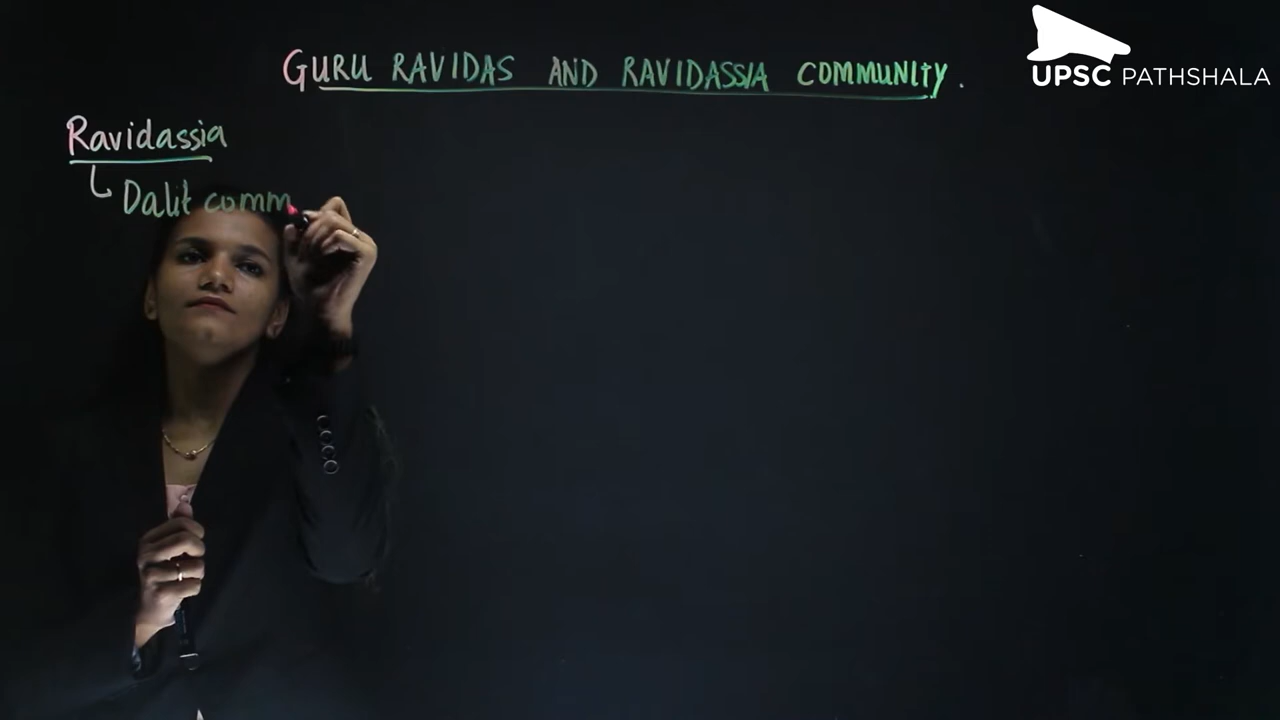 GURU RAVIDAS AND RAVIDASSIA COMMUNITY.
UPSC PATHSHALA
Ravidassia
Dalit comm